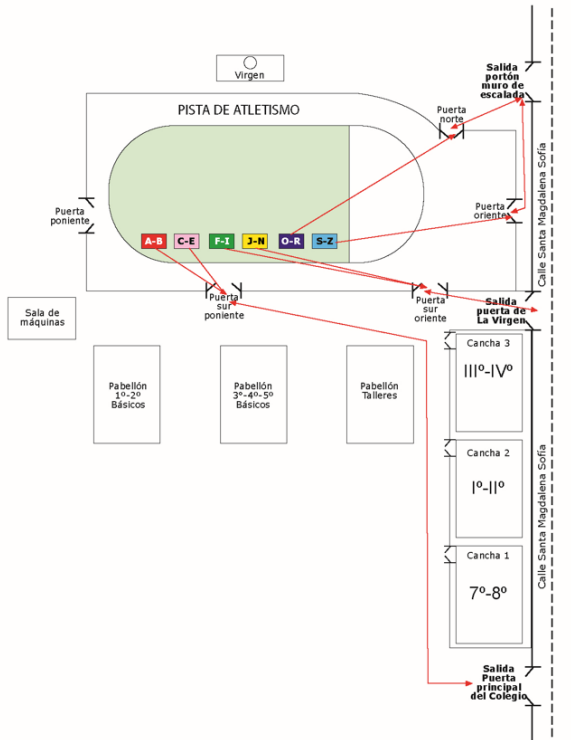 Salida
portón
muro de
escalada
Virgen
PISTA DE ATLETISMO
Puerta
norte
Calle Santa Magdalena Sofía
Puerta
poniente
Puerta
oriente
A-B
C-E
F-I
J-N
O-R
S-Z
Puerta
sur
poniente
Puerta
sur
oriente
Salida
puerta de
La Virgen
Sala de
máquinas
Cancha 3
IIIº-IVº
Pabellón
1º-2º
Básicos
Pabellón
3°-4º-5º
Básicos
Pabellón
Talleres
Cancha 2
Iº-IIº
Calle Santa Magdalena Sofía
Cancha 1
7º-8º
Salida
Puerta
principal
del Colegio